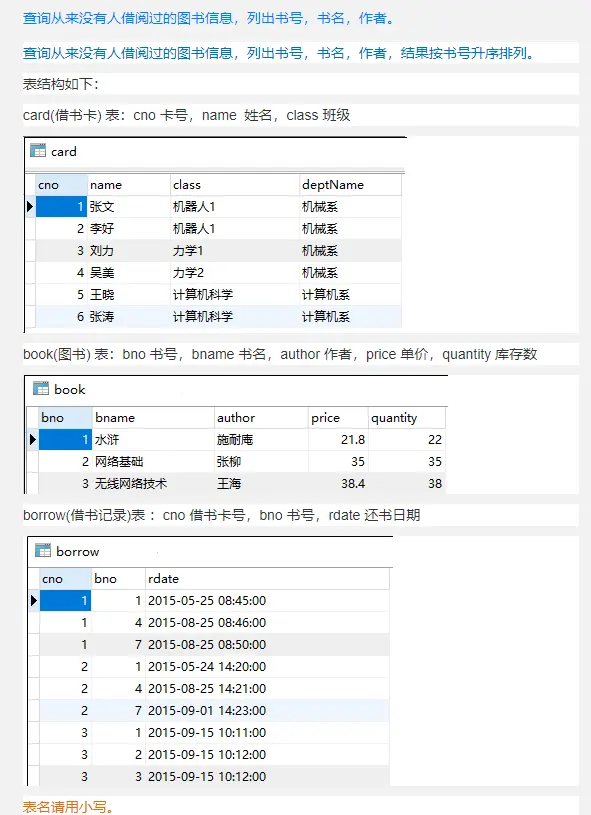 查询从来没有人借阅过的图书信息，列出书号，书名，作者。
查询从来没有人借阅过的图书信息，列出书号，书名，作者，结果按书号升序排列。
表结构如下：
card(借书卡) 表：cno 卡号，name 姓名，class 班级
card
cno name class deptName
1 张文 机器人1 机械系
2 李好 机器人1 机械系
3 刘力 力学1 机械系
4 吴美 力学2 机械系
5 王晓 计算机科学 计算机系
6 张涛 计算机科学 计算机系
book(图书) 表：bno 书号，bname 书名，author 作者，price 单价，quantity 库存数
book
bno bname author price quantity
1 水浒 施耐庵 21.8 22
2 网络基础 张柳 35 35
3 无线网络技术 王海 38.4 38
borrow(借书记录)表 ：cno 借书卡号，bno 书号，rdate 还书日期
borrow
cno bno rdate
1 1 2015-05-25 08:45:00
1 4 2015-08-25 08:46:00
1 7 2015-08-25 08:50:00
2 1 2015-05-24 14:20:00
2 4 2015-08-25 14:21:00
2 7 2015-09-01 14:23:00
3 1 2015-09-15 10:11:00
3 2 2015-09-15 10:12:00
3 3 2015-09-15 10:12:00
表名请用小写。